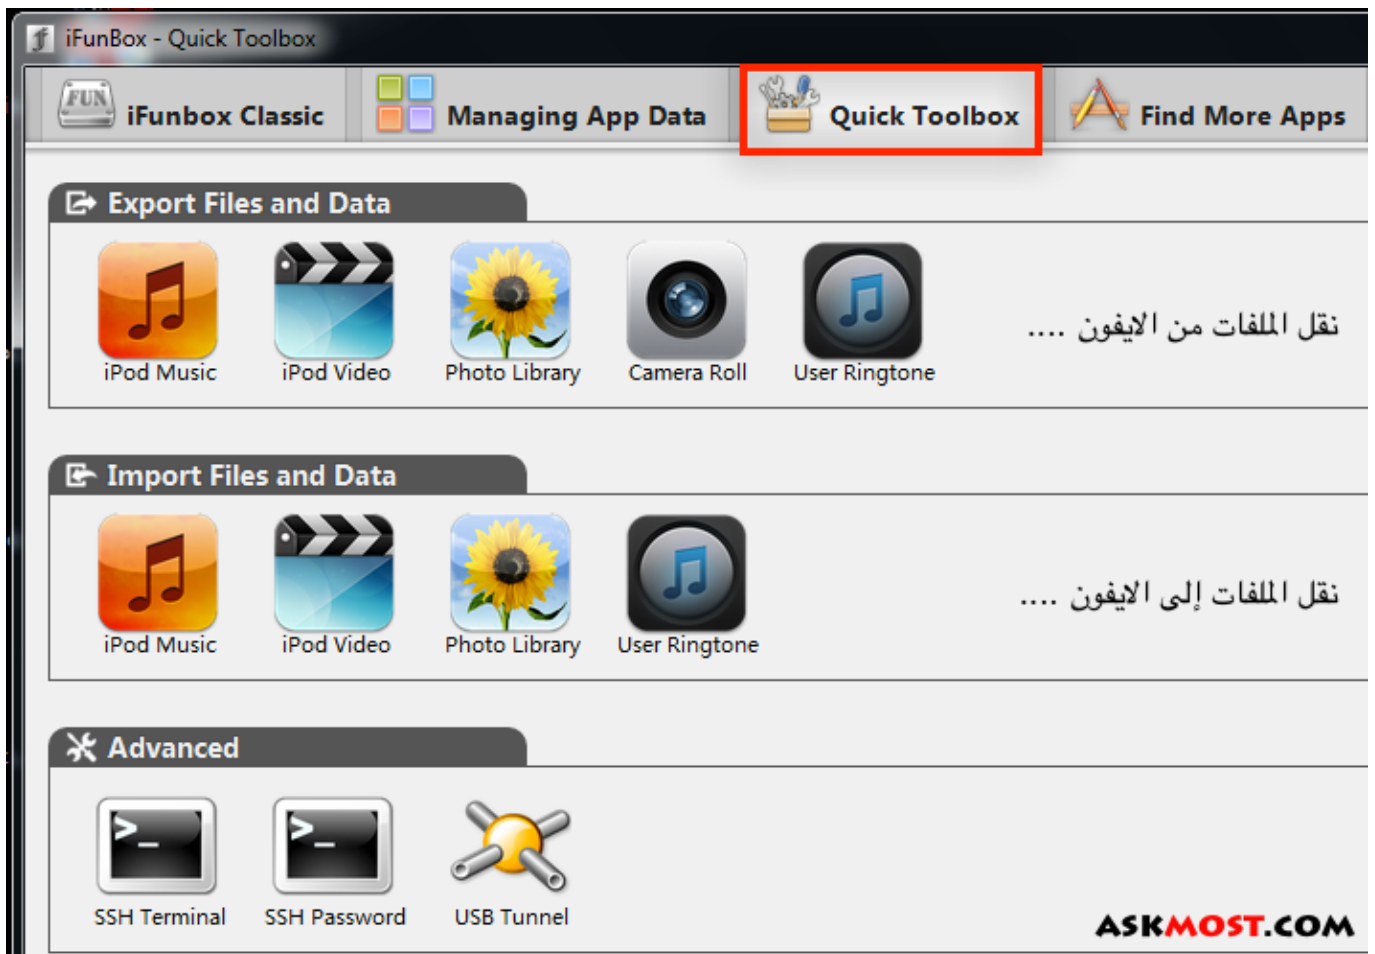 iFunBox - Quick Toolbox
FUN iFunbox Classic Managing App Data Quick Toolbox Find More Apps
Export Files and Data
iPod Music iPod Video Photo Library Camera Roll User Ringtone
نقل الملفات من الايفون ....
Import Files and Data
iPod Music iPod Video Photo Library User Ringtone
نقل الملفات إلى الايفون ....
Advanced
>_ >_
SSH Terminal SSH Password USB Tunnel
ASKMOST.COM